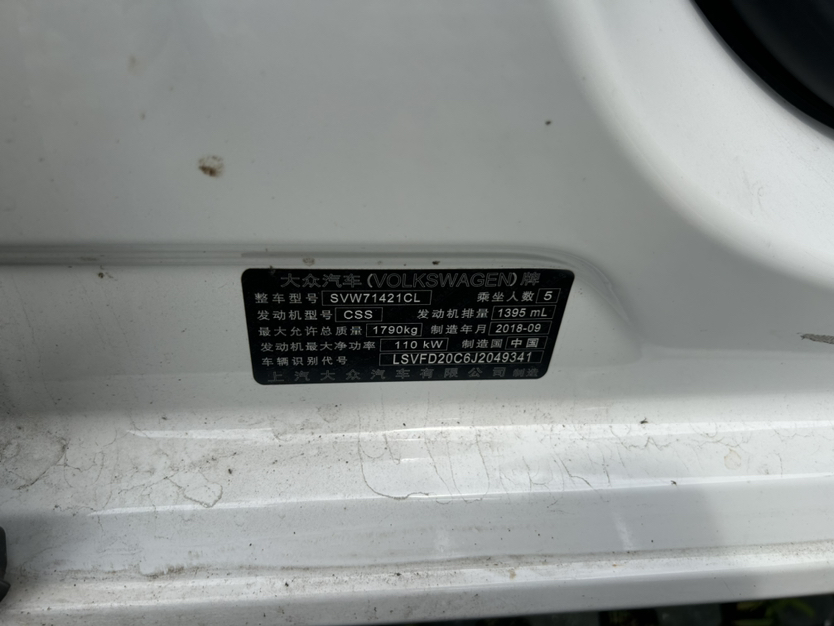 大众汽车(VOLKSWAGEN)牌
整车型号 SVW71421CL 乘坐人数 5
发动机型号 CSS 发动机排量 1395 mL
最大允许总质量 1790kg 制造年月 2018-09
发动机最大净功率 110 kW 制造国 中国
车辆识别代号 LSVFD20C6J2049341
上汽大众汽车有限公司 制造